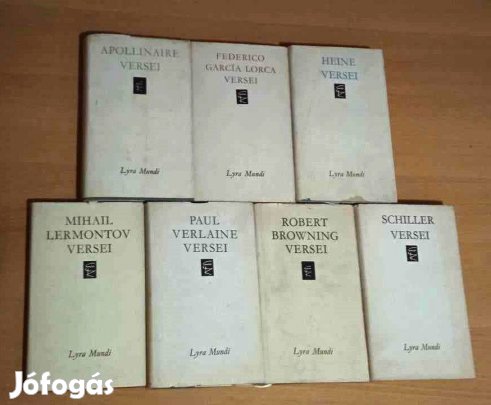 APOLLINAIRE
VERSEI
Lyra Mundi
FEDERICO
GARCÍA LORCA
VERSEI
Lyra Mundi
HEINE
VERSEI
Lyra Mundi
MIHAIL
LERMONTOV
VERSEI
Lyra Mundi
PAUL
VERLAINE
VERSEI
Lyra Mundi
ROBERT
BROWNING
VERSEI
Lyra Mundi
SCHILLER
VERSEI
Lyra Mundi
Jófogás